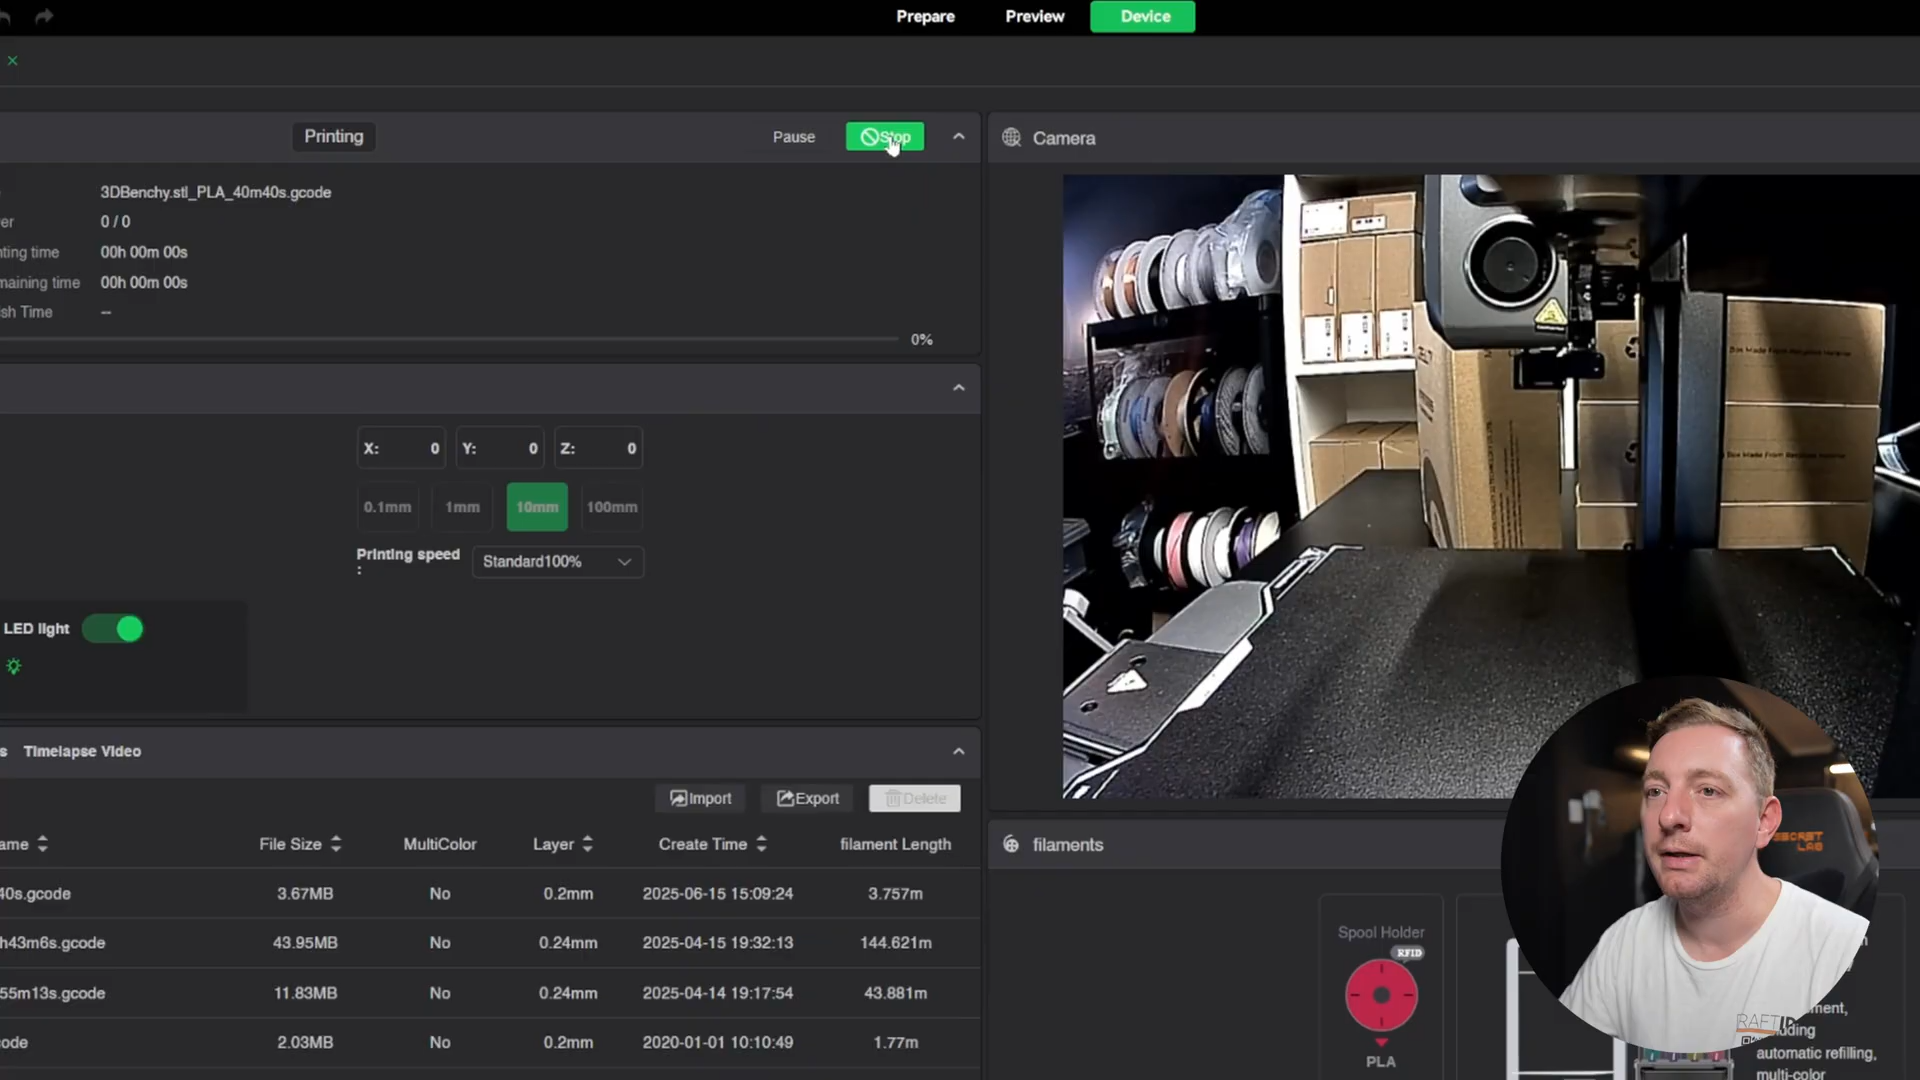 Prepare Preview Device
Printing Pause Stop
Camera
3DBenchy.stl_PLA_40m40s.gcode
er 0 / 0
nting time 00h 00m 00s
maining time 00h 00m 00s
sh Time --
0%
X: 0 Y: 0 Z: 0
0.1mm 1mm 10mm 100mm
Printing speed Standard100%
:
LED light
s Timelapse Video
Import Export Delete
ame File Size MultiColor Layer Create Time filament Length
40s.gcode 3.67MB No 0.2mm 2025-06-15 15:09:24 3.757m
h43m6s.gcode 43.95MB No 0.24mm 2025-04-15 19:32:13 144.621m
55m13s.gcode 11.83MB No 0.24mm 2025-04-14 19:17:54 43.881m
code 2.03MB No 0.2mm 2020-01-01 10:10:49 1.77m
filaments
Spool Holder
RFID
PLA
SECRET
LAB
ment,
uding
automatic refilling,
multi-color